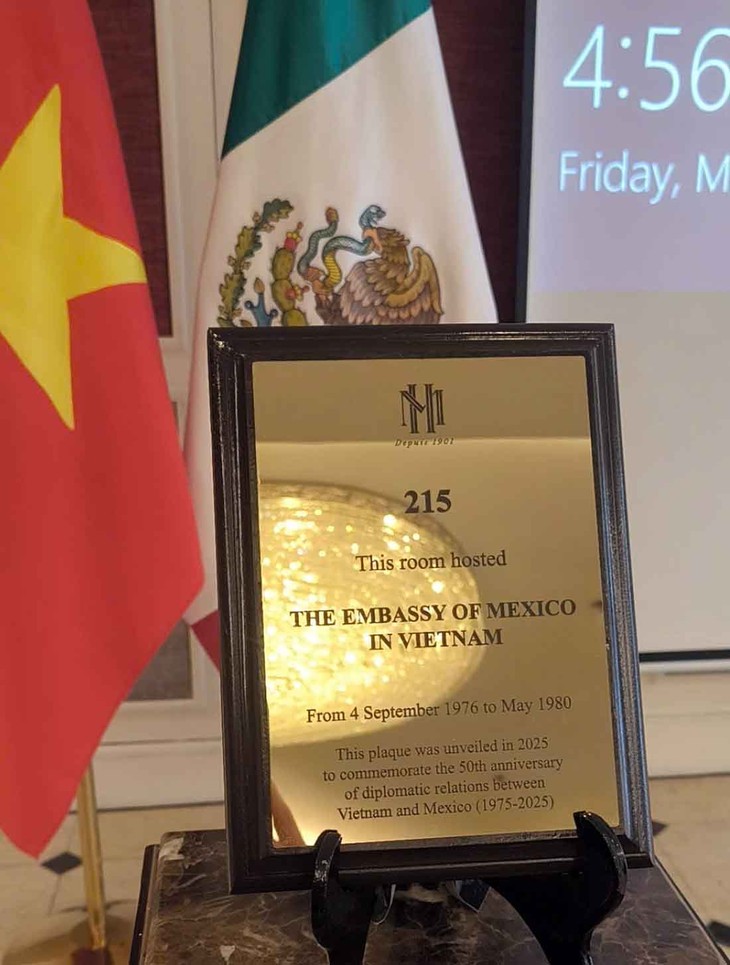 4:56
Friday, M
Depuis 1901
215
This room hosted
THE EMBASSY OF MEXICO
IN VIETNAM
From 4 September 1976 to May 1980
This plaque was unveiled in 2025
to commemorate the 50th anniversary
of diplomatic relations between
Vietnam and Mexico (1975-2025)